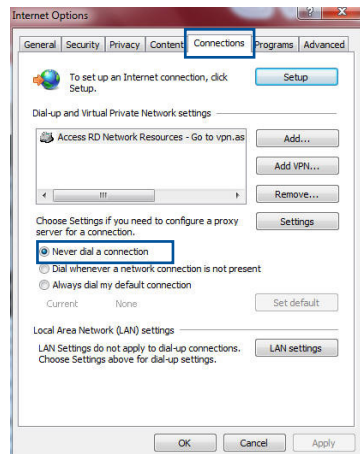 Internet Options
General Security Privacy Content Connections Programs Advanced
To set up an Internet connection, click Setup.
Setup
Dial-up and Virtual Private Network settings
Access RD Network Resources - Go to vpn.as
Add...
Add VPN...
Remove...
Choose Settings if you need to configure a proxy
server for a connection.
Settings
Never dial a connection
Dial whenever a network connection is not present
Always dial my default connection
Current None
Set default
Local Area Network (LAN) settings
LAN Settings do not apply to dial-up connections.
Choose Settings above for dial-up settings.
LAN settings
OK Cancel Apply